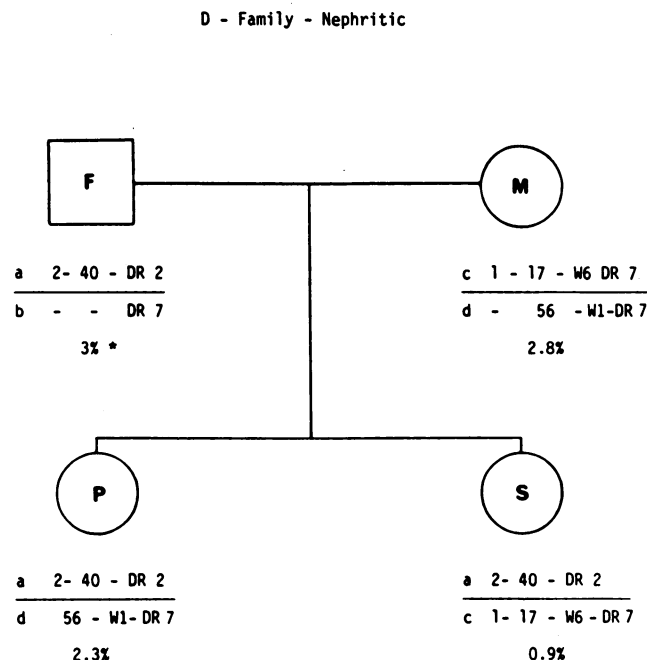 D - Family - Nephritic
F
M
a 2- 40 - DR 2
b - - DR 7
3% *
c 1 - 17 - W6 DR 7
d - 56 - W1-DR 7
2.8%
P
S
a 2- 40 - DR 2
d 56 - W1- DR 7
2.3%
a 2- 40 - DR 2
c 1- 17 - W6 - DR 7
0.9%